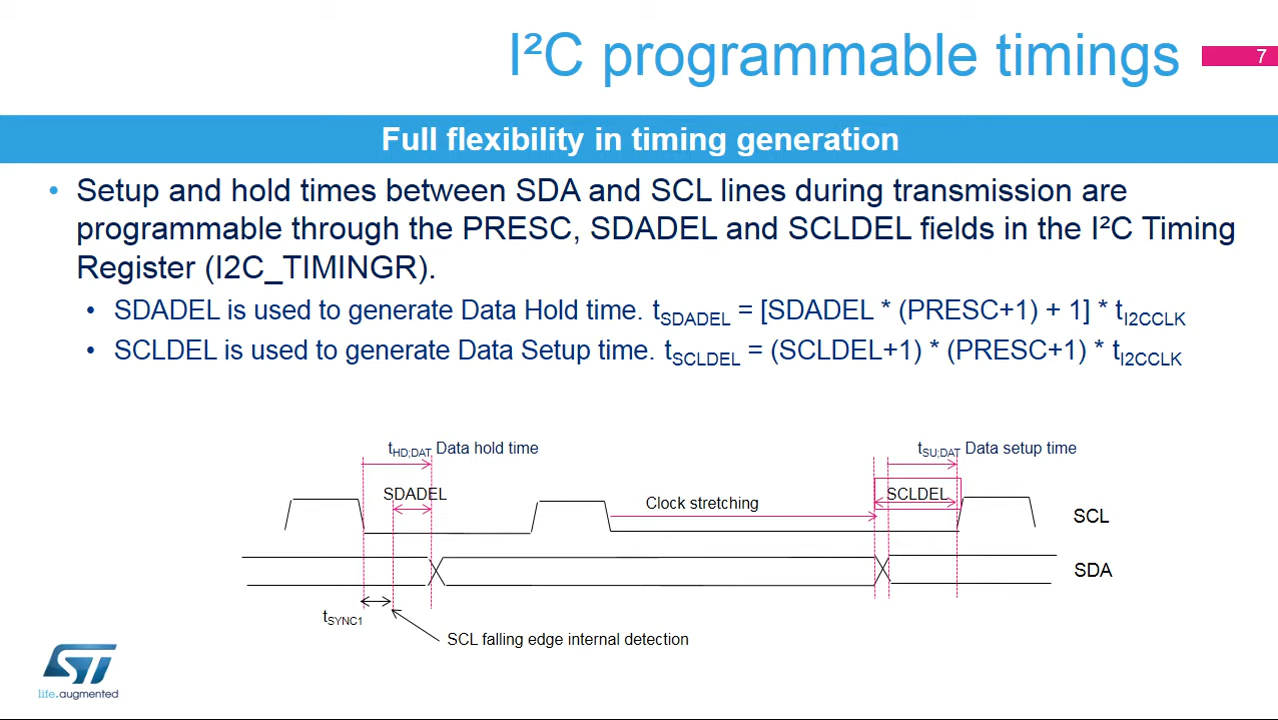 I²C programmable timings
7
Full flexibility in timing generation
• Setup and hold times between SDA and SCL lines during transmission are
programmable through the PRESC, SDADEL and SCLDEL fields in the I²C Timing
Register (I2C_TIMINGR).
• SDADEL is used to generate Data Hold time. tSDADEL = [SDADEL * (PRESC+1) + 1] * tI2CCLK
• SCLDEL is used to generate Data Setup time. tSCLDEL = (SCLDEL+1) * (PRESC+1) * tI2CCLK
tHD;DAT Data hold time
tSU;DAT Data setup time
SDADEL
Clock stretching
SCLDEL
SCL
SDA
tSYNC1
SCL falling edge internal detection
ST
life.augmented